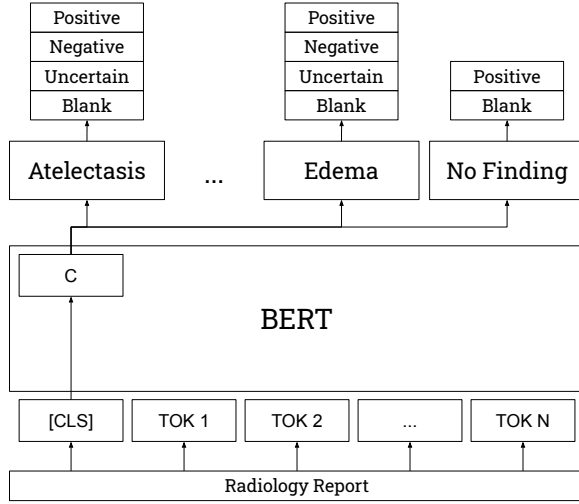 Positive
Negative
Uncertain
Blank
Positive
Negative
Uncertain
Blank
Positive
Blank
Atelectasis
...
Edema
No Finding
C
BERT
[CLS]
TOK 1
TOK 2
...
TOK N
Radiology Report